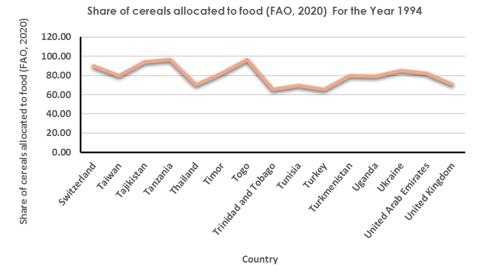 Share of cereals allocated to food (FAO, 2020)  For the Year 1994
Share of cereals allocated to food (FAO, 2020)
120.00
100.00
80.00
60.00
40.00
20.00
0.00
Switzerland
Taiwan
Tajikistan
Tanzania
Thailand
Timor
Togo
Trinidad and Tobago
Tunisia
Turkey
Turkmenistan
Uganda
Ukraine
United Arab Emirates
United Kingdom
Country